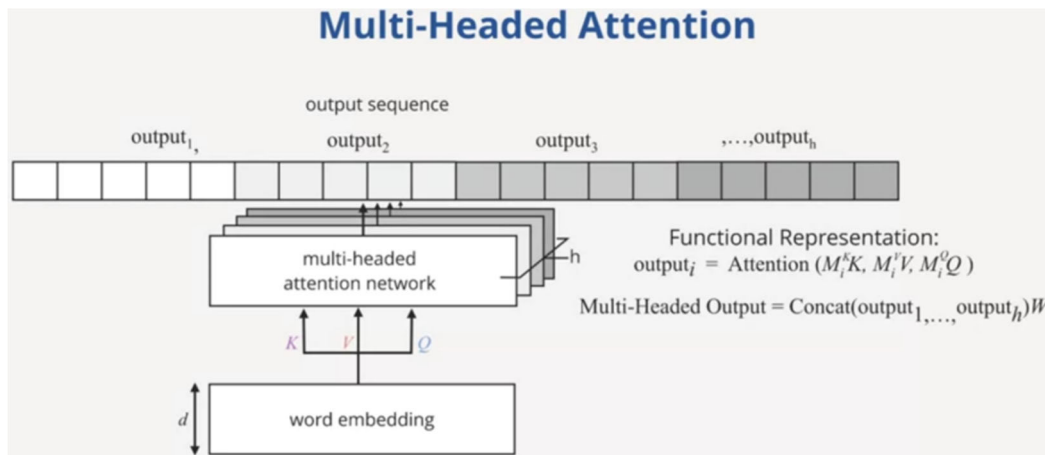 Multi-Headed Attention
output sequence
output₁,
output₂
output₃
,…,outputₕ
multi-headed
attention network
h
Functional Representation:
outputᵢ = Attention (MᵢᴷK, MᵢⱽV, MᵢQQ )
Multi-Headed Output = Concat(output₁,…,outputₕ)W
K
V
Q
d
word embedding